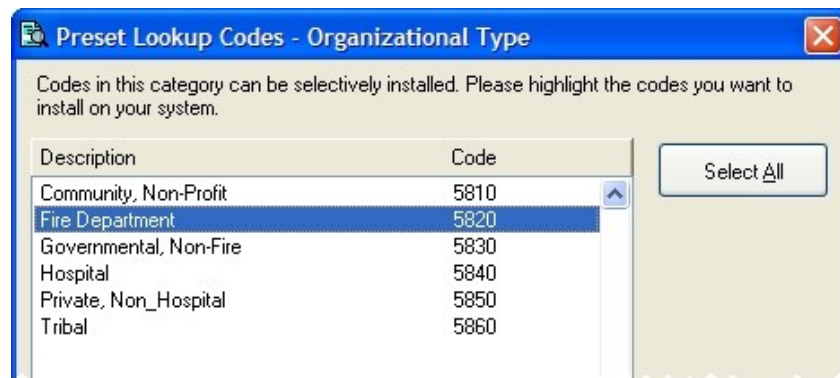 Preset Lookup Codes - Organizational Type
Codes in this category can be selectively installed. Please highlight the codes you want to
install on your system.
Description Code
Select All
Community, Non-Profit 5810
Fire Department 5820
Governmental, Non-Fire 5830
Hospital 5840
Private, Non_Hospital 5850
Tribal 5860